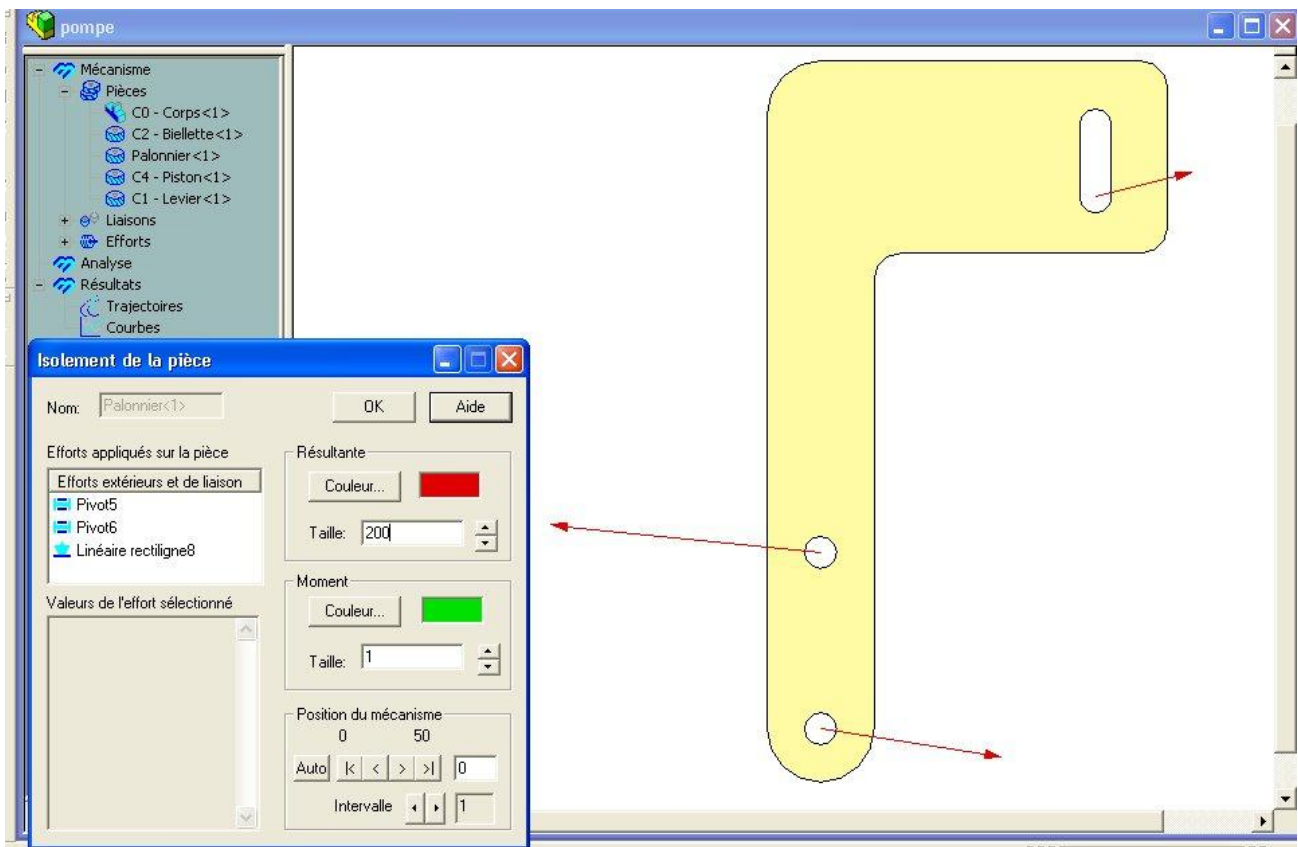 pompe
Mécanisme
Pièces
C0 - Corps<1>
C2 - Biellette<1>
Palonnier<1>
C4 - Piston<1>
C1 - Levier<1>
Liaisons
Efforts
Analyse
Résultats
Trajectoires
Courbes
Isolement de la pièce
Nom: Palonnier<1> OK Aide
Efforts appliqués sur la pièce
Efforts extérieurs et de liaison
Pivot5
Pivot6
Linéaire rectiligne8
Valeurs de l'effort sélectionné
Résultante
Couleur...
Taille: 200
Moment
Couleur...
Taille: 1
Position du mécanisme
0 50
Auto |< < > >| 0
Intervalle 1